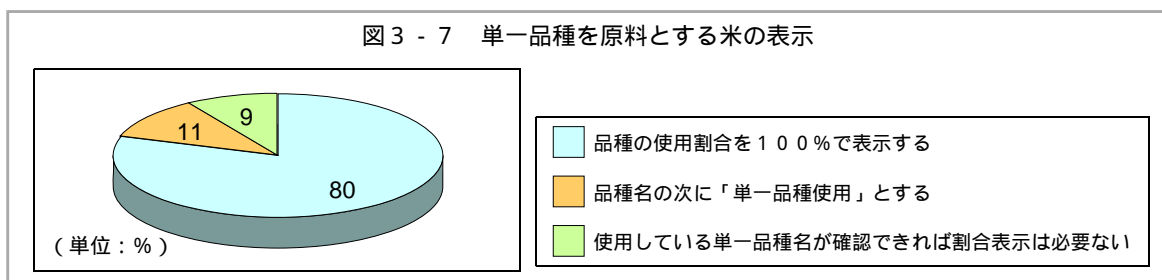 図3-7 単一品種を原料とする米の表示
9
11
80
(単位:%)
品種の使用割合を100%で表示する
品種名の次に「単一品種使用」とする
使用している単一品種名が確認できれば割合表示は必要ない